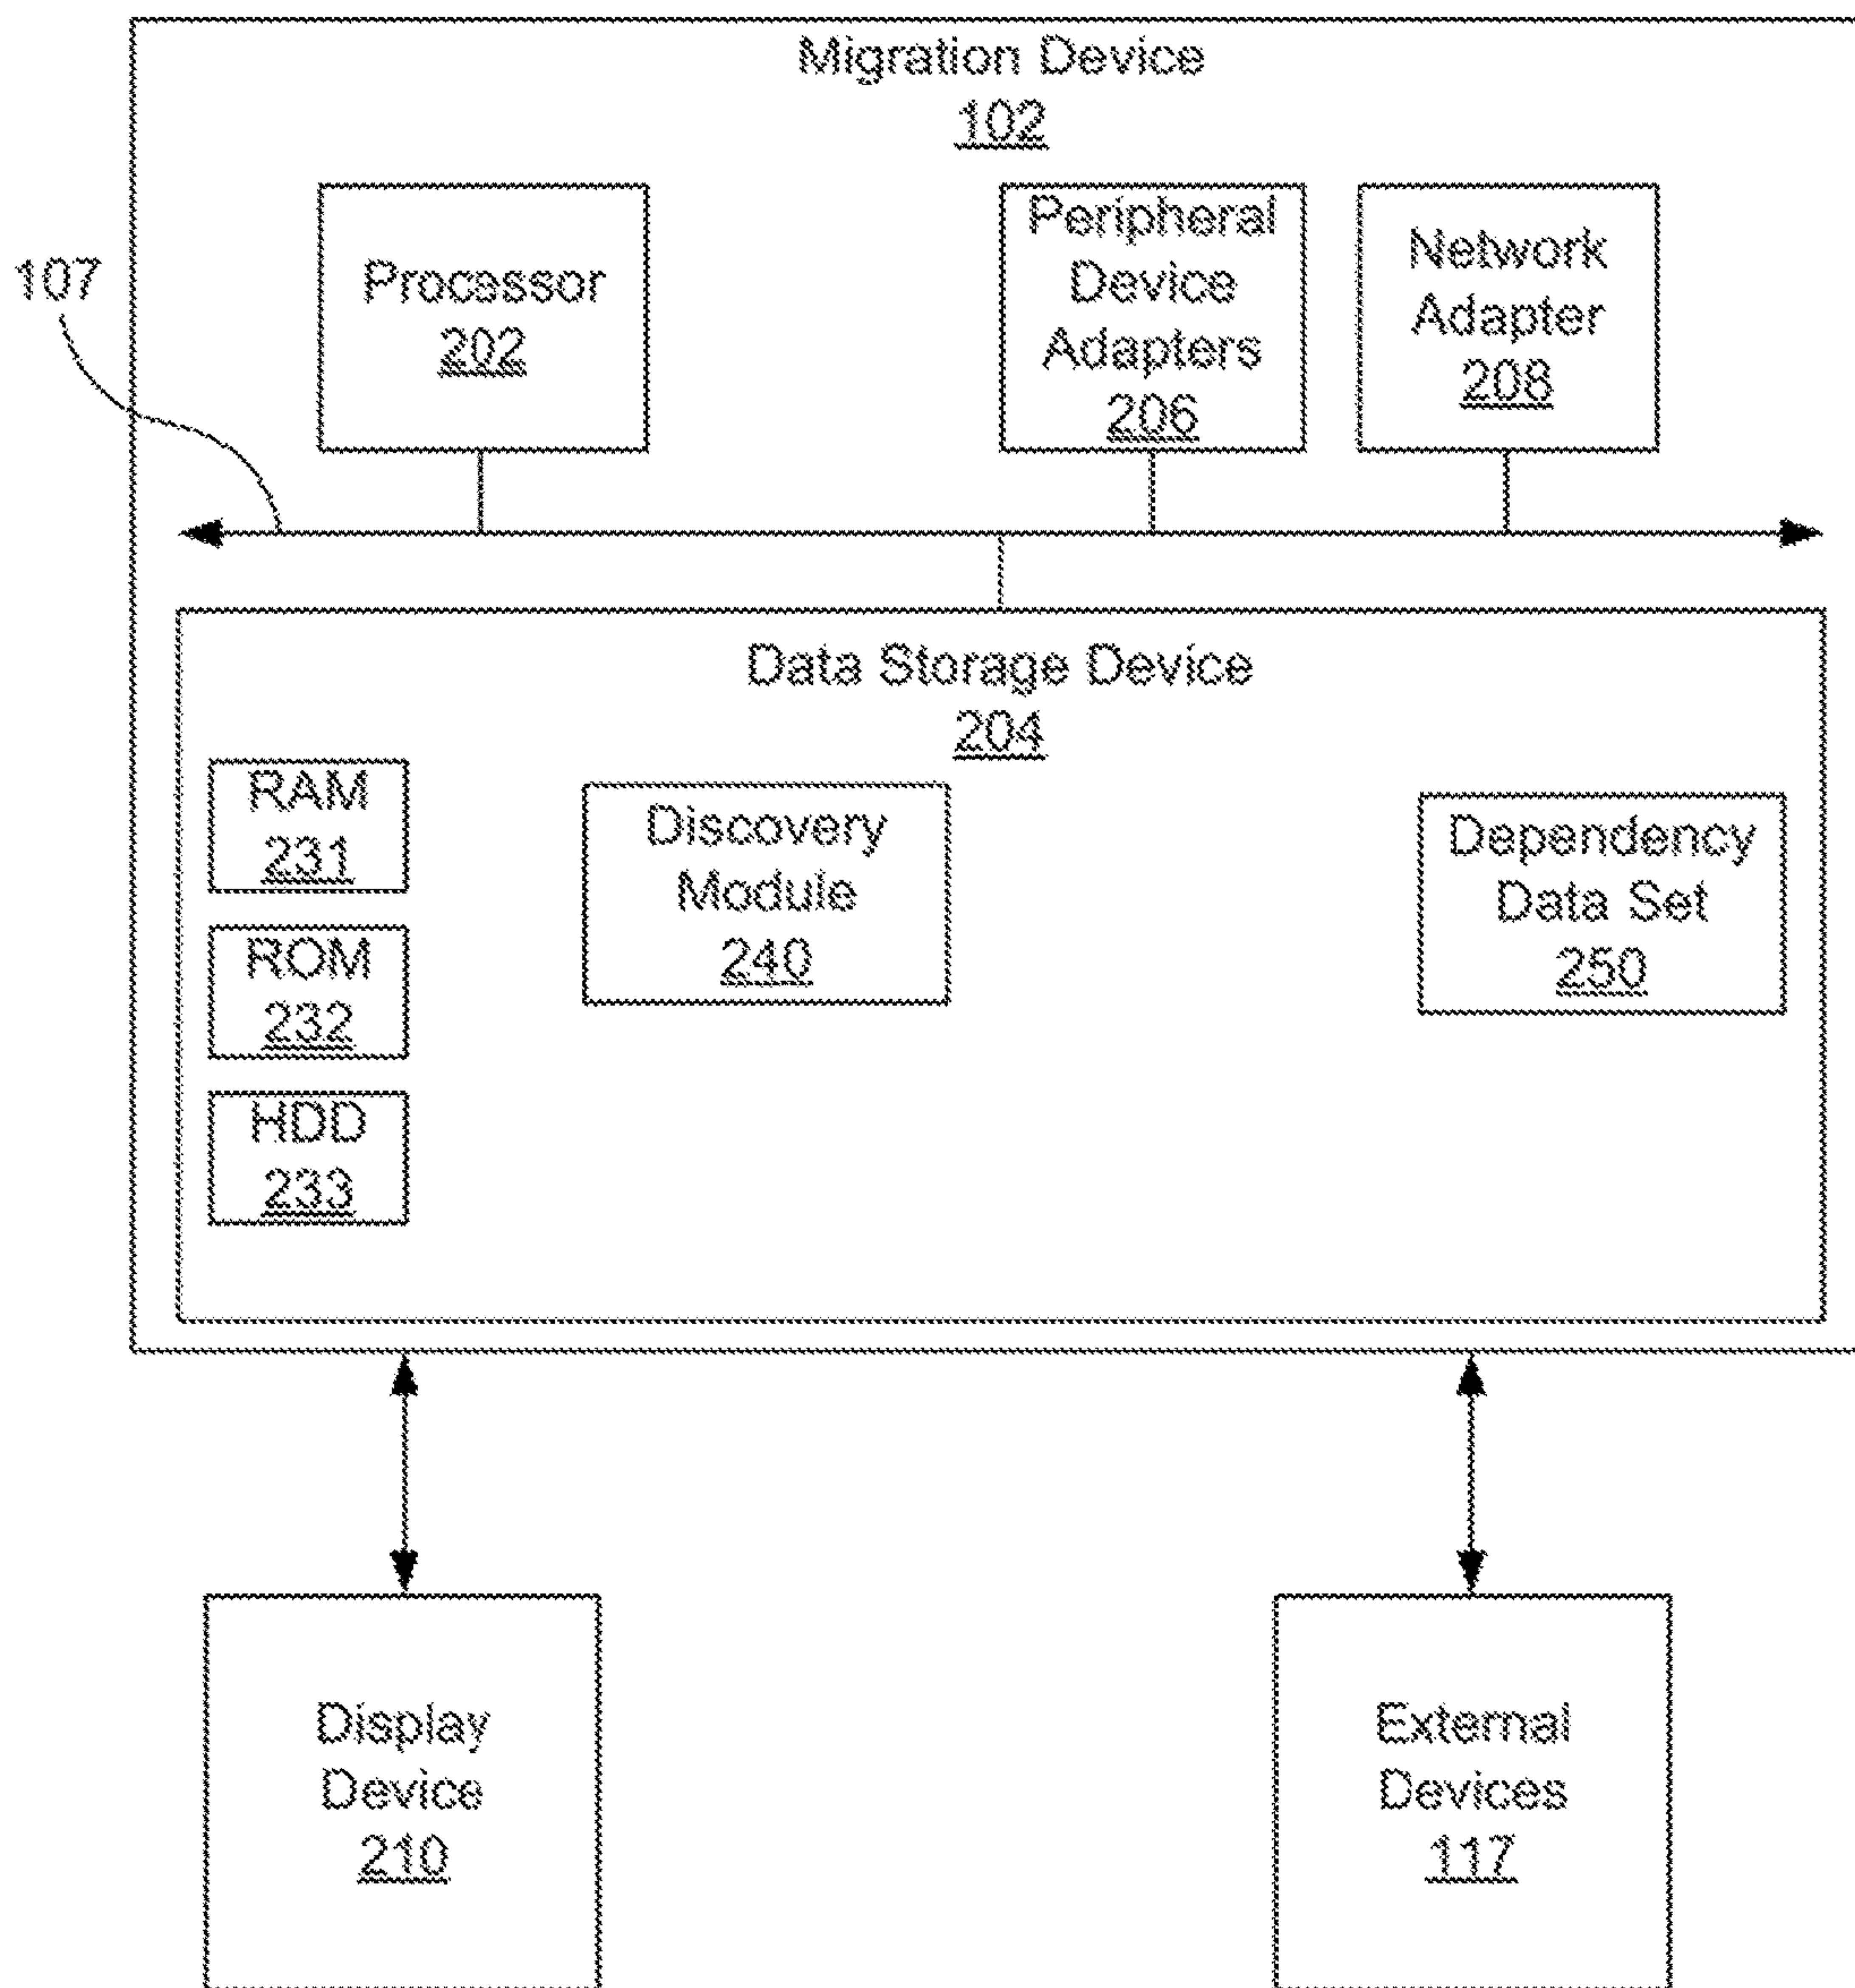 Migration Device
102
107
Processor
202
Peripheral
Device
Adapters
206
Network
Adapter
208
Data Storage Device
204
RAM
231
ROM
232
HDD
233
Discovery
Module
240
Dependency
Data Set
250
Display
Device
210
External
Devices
117